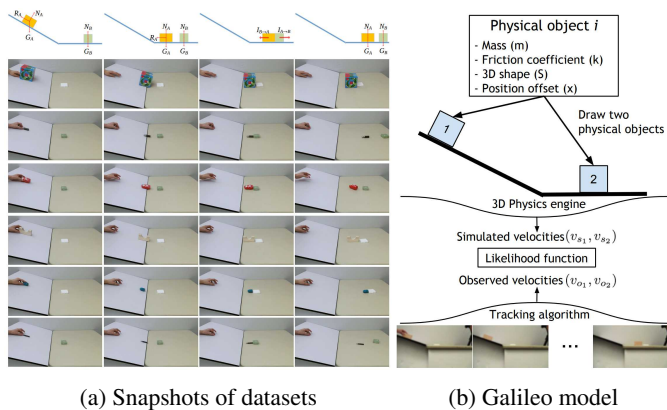 R_A N_A
G_A
N_B
G_B
R_A
N_A
G_A
N_B
G_B
I_{B→A} I_{A→B}
N_A
G_A
N_B
G_B
(a) Snapshots of datasets
Physical object i
- Mass (m)
- Friction coefficient (k)
- 3D shape (S)
- Position offset (x)
Draw two
physical objects
1
2
3D Physics engine
Simulated velocities(v_{s_1}, v_{s_2})
Likelihood function
Observed velocities(v_{o_1}, v_{o_2})
Tracking algorithm
...
(b) Galileo model